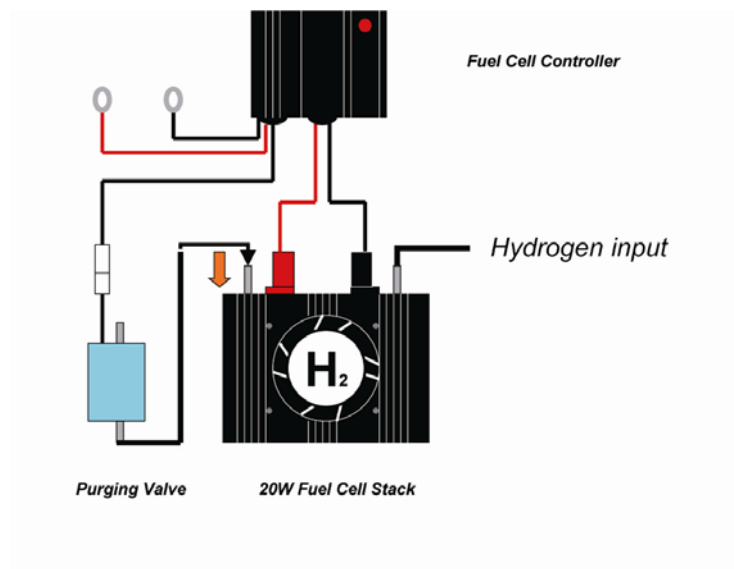 Fuel Cell Controller
Hydrogen input
H2
Purging Valve
20W Fuel Cell Stack